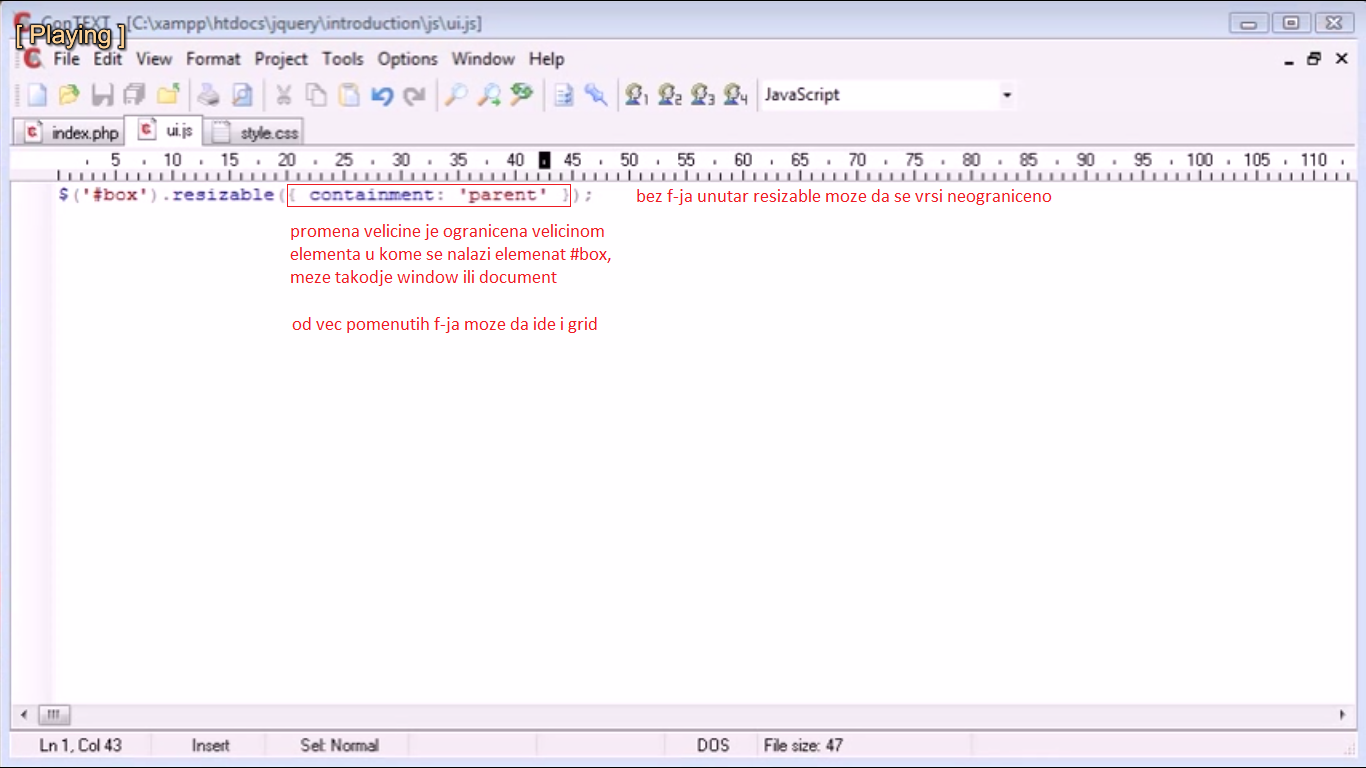 ConTEXT - [C:\xampp\htdocs\jquery\introduction\js\ui.js]
[ Playing ]
File Edit View Format Project Tools Options Window Help
1 2 3 4 JavaScript
index.php ui.js style.css
5 10 15 20 25 30 35 40 45 50 55 60 65 70 75 80 85 90 95 100 105 110
$('#box').resizable({ containment: 'parent' }); bez f-ja unutar resizable moze da se vrsi neograniceno
promena velicine je ogranicena velicinom
elementa u kome se nalazi elemenat #box,
meze takodje window ili document
od vec pomenutih f-ja moze da ide i grid
Ln 1, Col 43 Insert Sel: Normal DOS File size: 47